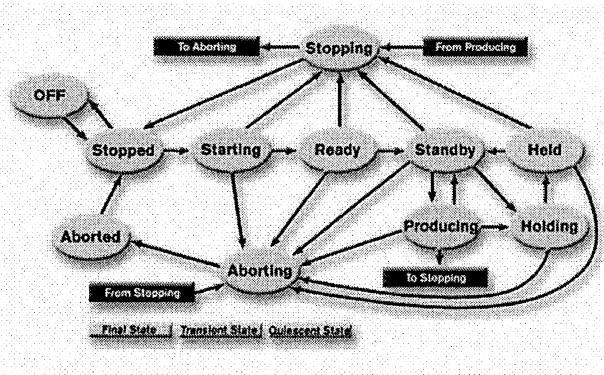 To Aborting
Stopping
From Producing
OFF
Stopped
Starting
Ready
Standby
Held
Aborted
Producing
Holding
Aborting
To Stopping
From Stopping
Final State
Transient State
Quiescent State